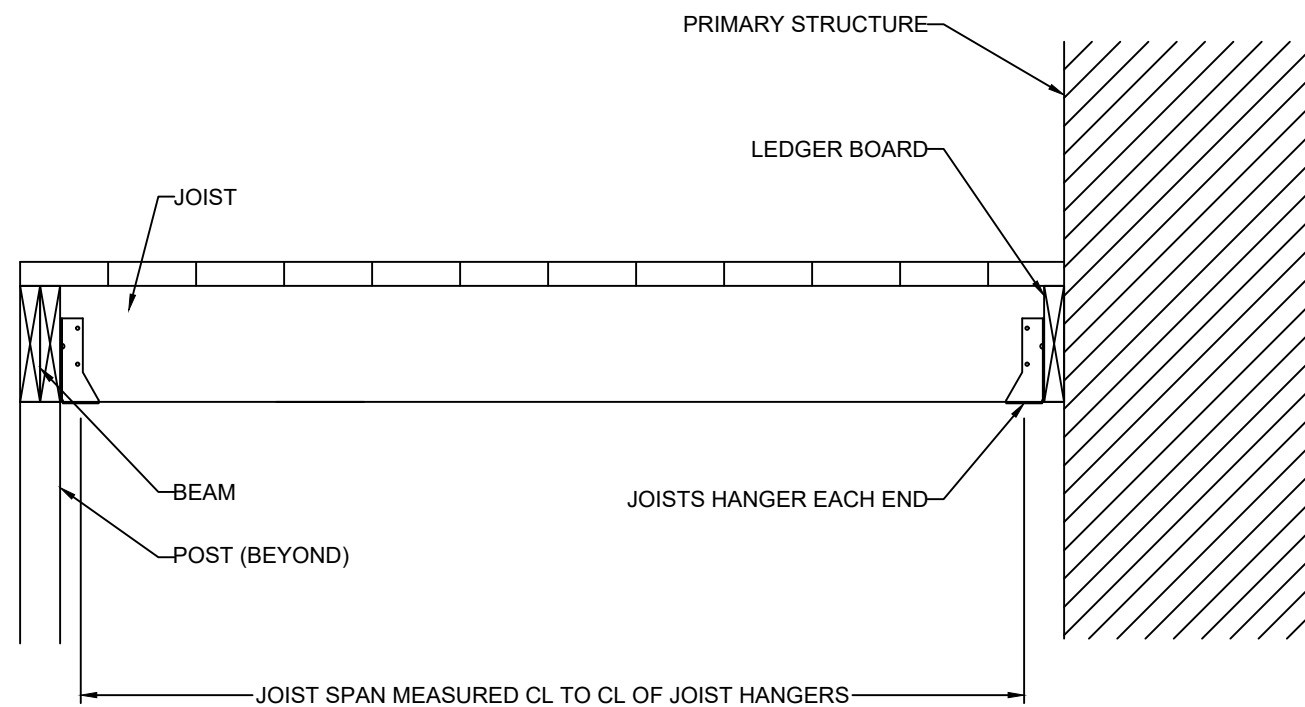 PRIMARY STRUCTURE
LEDGER BOARD
JOIST
BEAM
JOISTS HANGER EACH END
POST (BEYOND)
JOIST SPAN MEASURED CL TO CL OF JOIST HANGERS